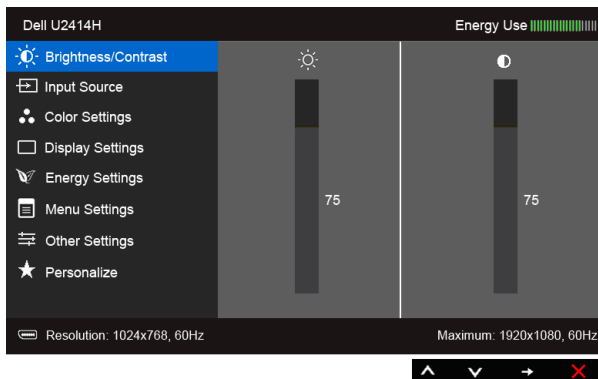 Dell U2414H
Energy Use
Brightness/Contrast
Input Source
Color Settings
Display Settings
Energy Settings
Menu Settings
Other Settings
Personalize
75
75
Resolution: 1024x768, 60Hz
Maximum: 1920x1080, 60Hz